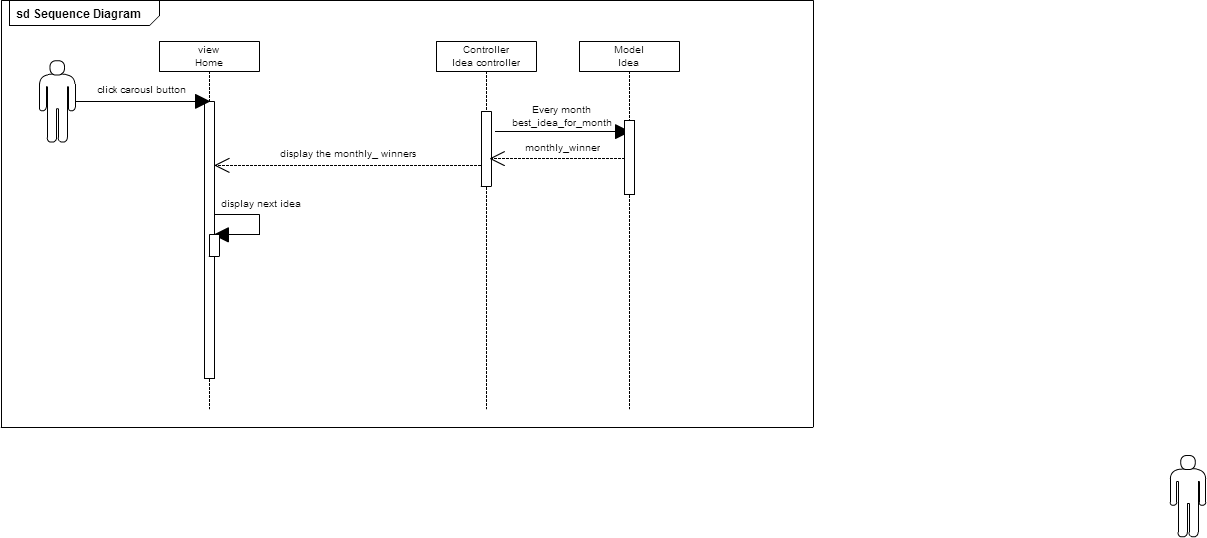 sd Sequence Diagram
view
Home
Controller
Idea controller
Model
Idea
click carousl button
Every month
best_idea_for_month
monthly_winner
display the monthly_ winners
display next idea